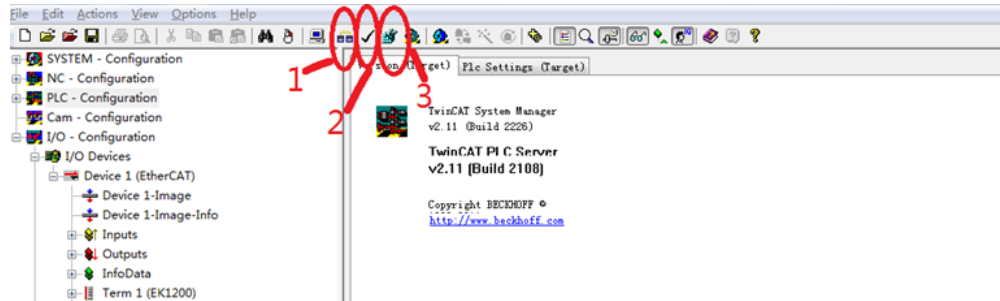 File Edit Actions View Options Help
1
2
3
SYSTEM - Configuration
NC - Configuration
PLC - Configuration
Cam - Configuration
I/O - Configuration
I/O Devices
Device 1 (EtherCAT)
Device 1-Image
Device 1-Image-Info
Inputs
Outputs
InfoData
Term 1 (EK1200)
(Target) Plc Settings (Target)
TwinCAT System Manager
v2.11 (Build 2226)
TwinCAT PLC Server
v2.11 (Build 2108)
Copyright BECKHOFF ©
http://www.beckhoff.com